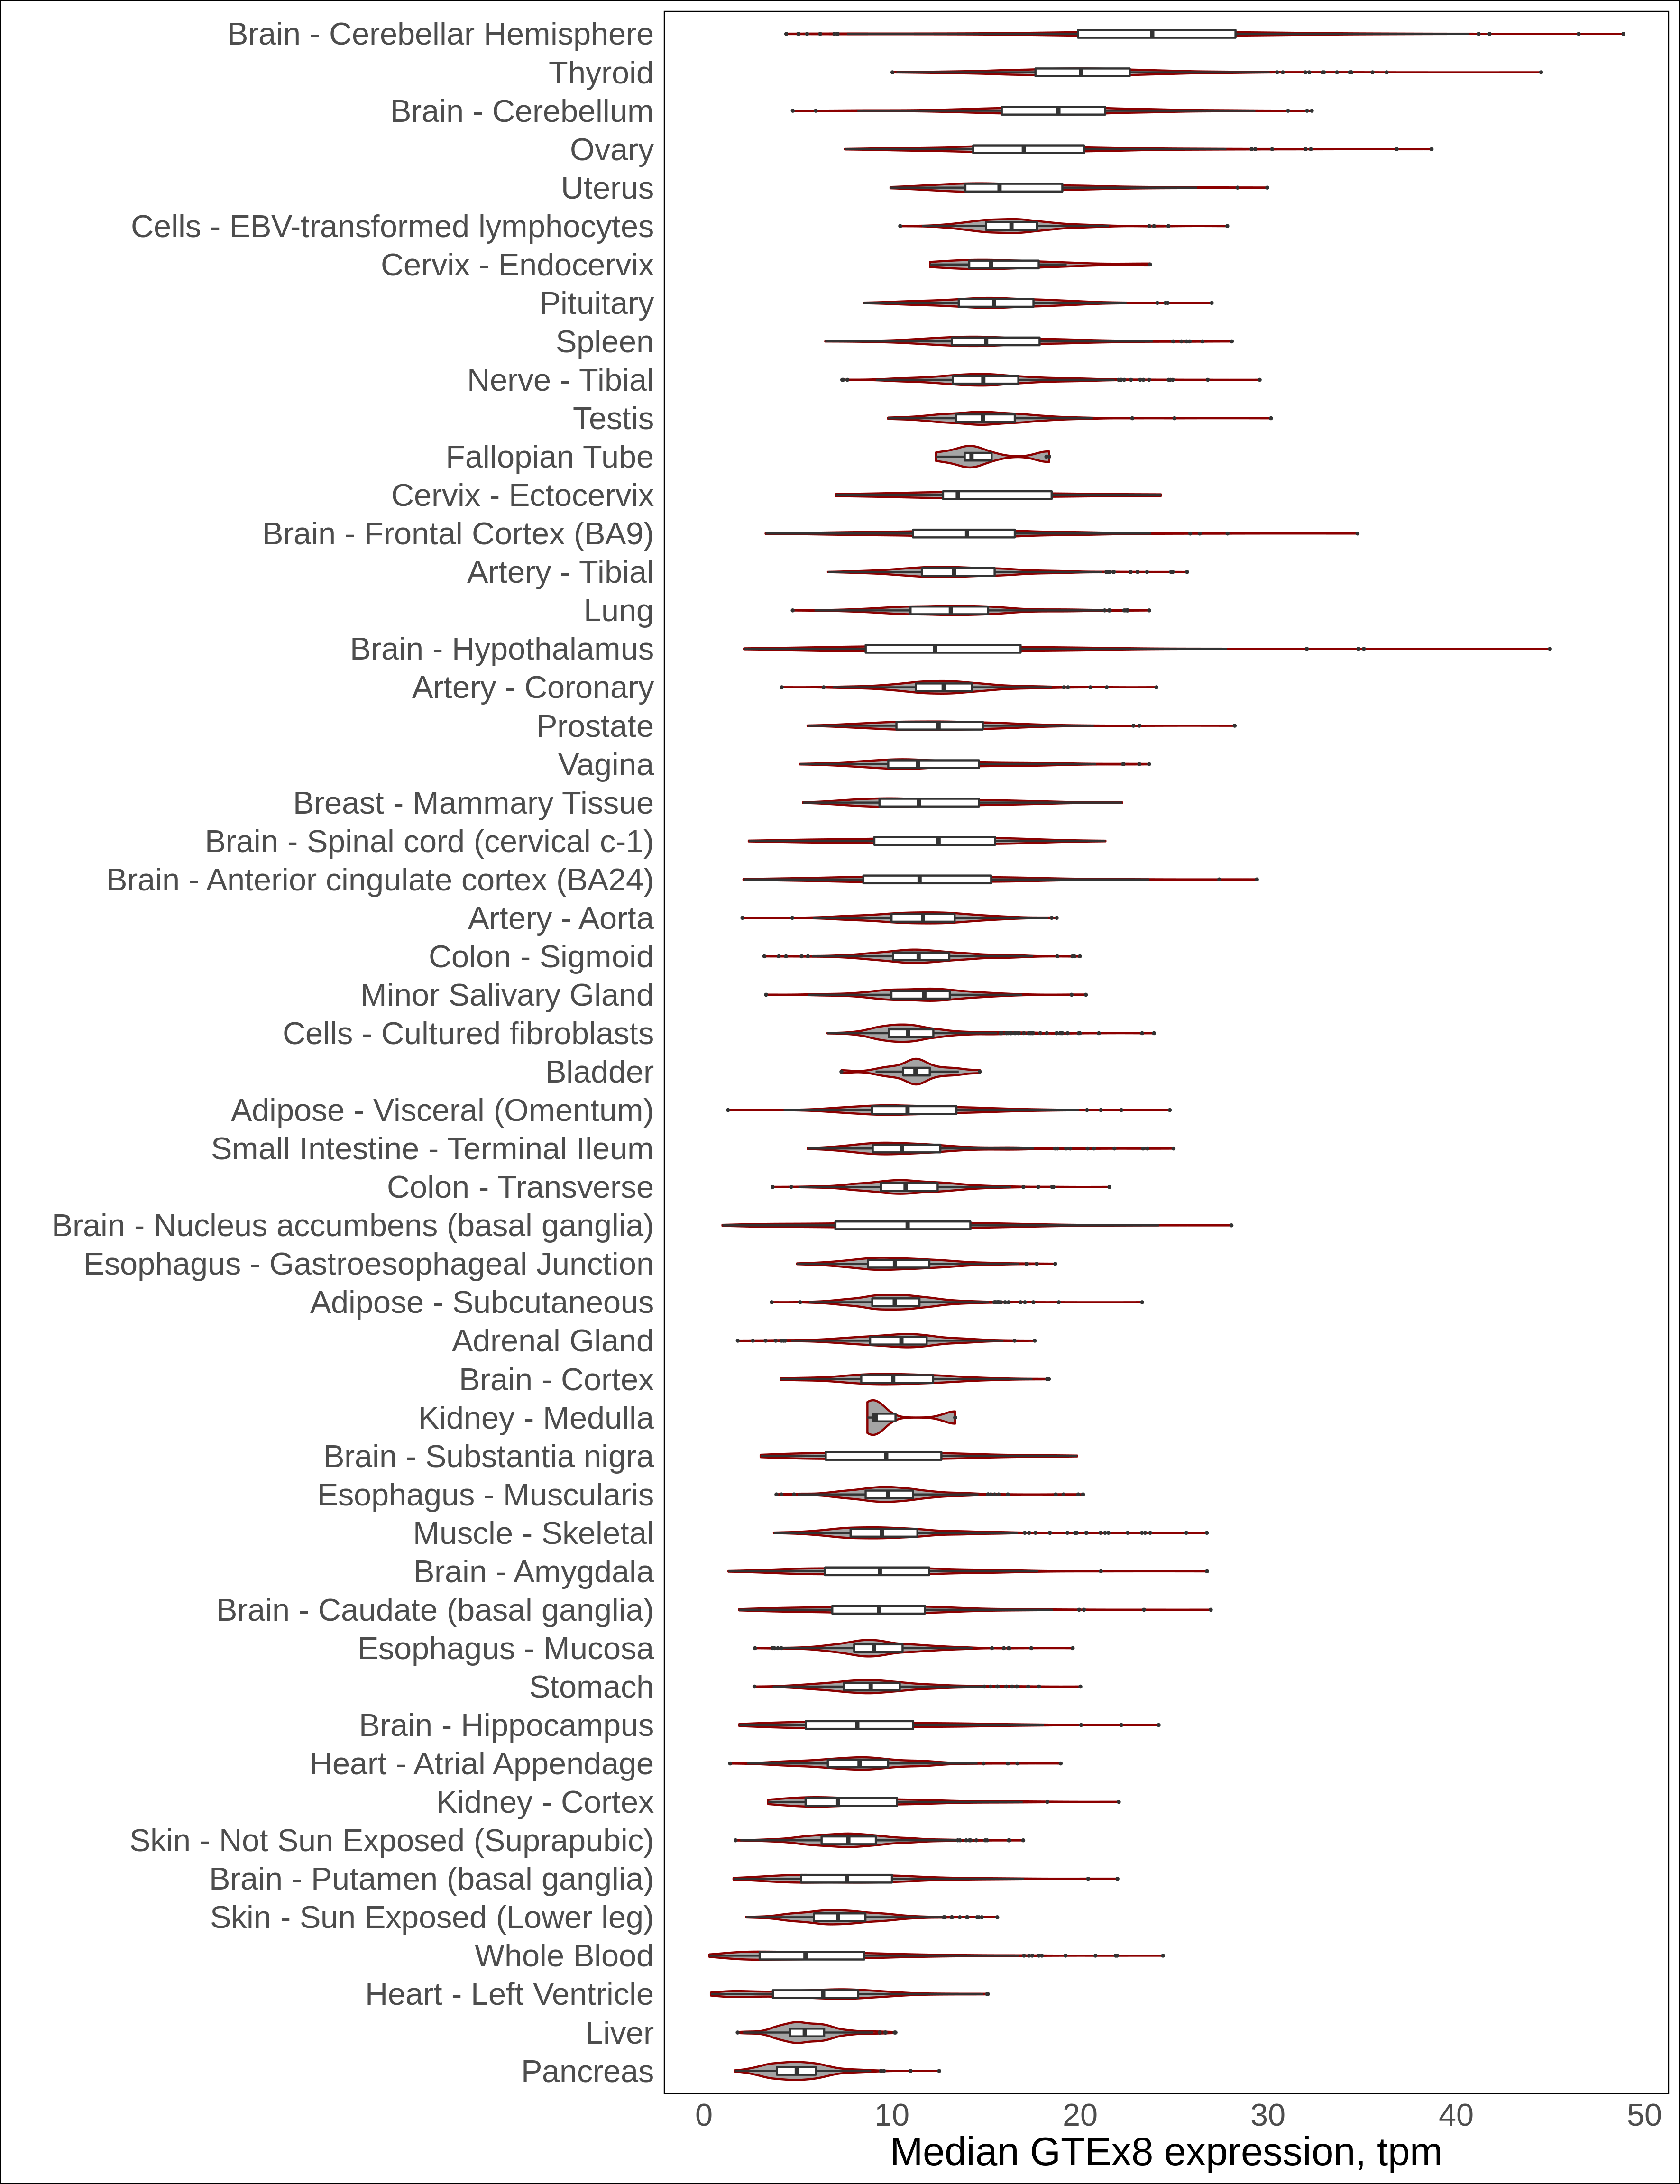 Brain - Cerebellar Hemisphere
Thyroid
Brain - Cerebellum
Ovary
Uterus
Cells - EBV-transformed lymphocytes
Cervix - Endocervix
Pituitary
Spleen
Nerve - Tibial
Testis
Fallopian Tube
Cervix - Ectocervix
Brain - Frontal Cortex (BA9)
Artery - Tibial
Lung
Brain - Hypothalamus
Artery - Coronary
Prostate
Vagina
Breast - Mammary Tissue
Brain - Spinal cord (cervical c-1)
Brain - Anterior cingulate cortex (BA24)
Artery - Aorta
Colon - Sigmoid
Minor Salivary Gland
Cells - Cultured fibroblasts
Bladder
Adipose - Visceral (Omentum)
Small Intestine - Terminal Ileum
Colon - Transverse
Brain - Nucleus accumbens (basal ganglia)
Esophagus - Gastroesophageal Junction
Adipose - Subcutaneous
Adrenal Gland
Brain - Cortex
Kidney - Medulla
Brain - Substantia nigra
Esophagus - Muscularis
Muscle - Skeletal
Brain - Amygdala
Brain - Caudate (basal ganglia)
Esophagus - Mucosa
Stomach
Brain - Hippocampus
Heart - Atrial Appendage
Kidney - Cortex
Skin - Not Sun Exposed (Suprapubic)
Brain - Putamen (basal ganglia)
Skin - Sun Exposed (Lower leg)
Whole Blood
Heart - Left Ventricle
Liver
Pancreas
0 10 20 30 40 50
Median GTEx8 expression, tpm